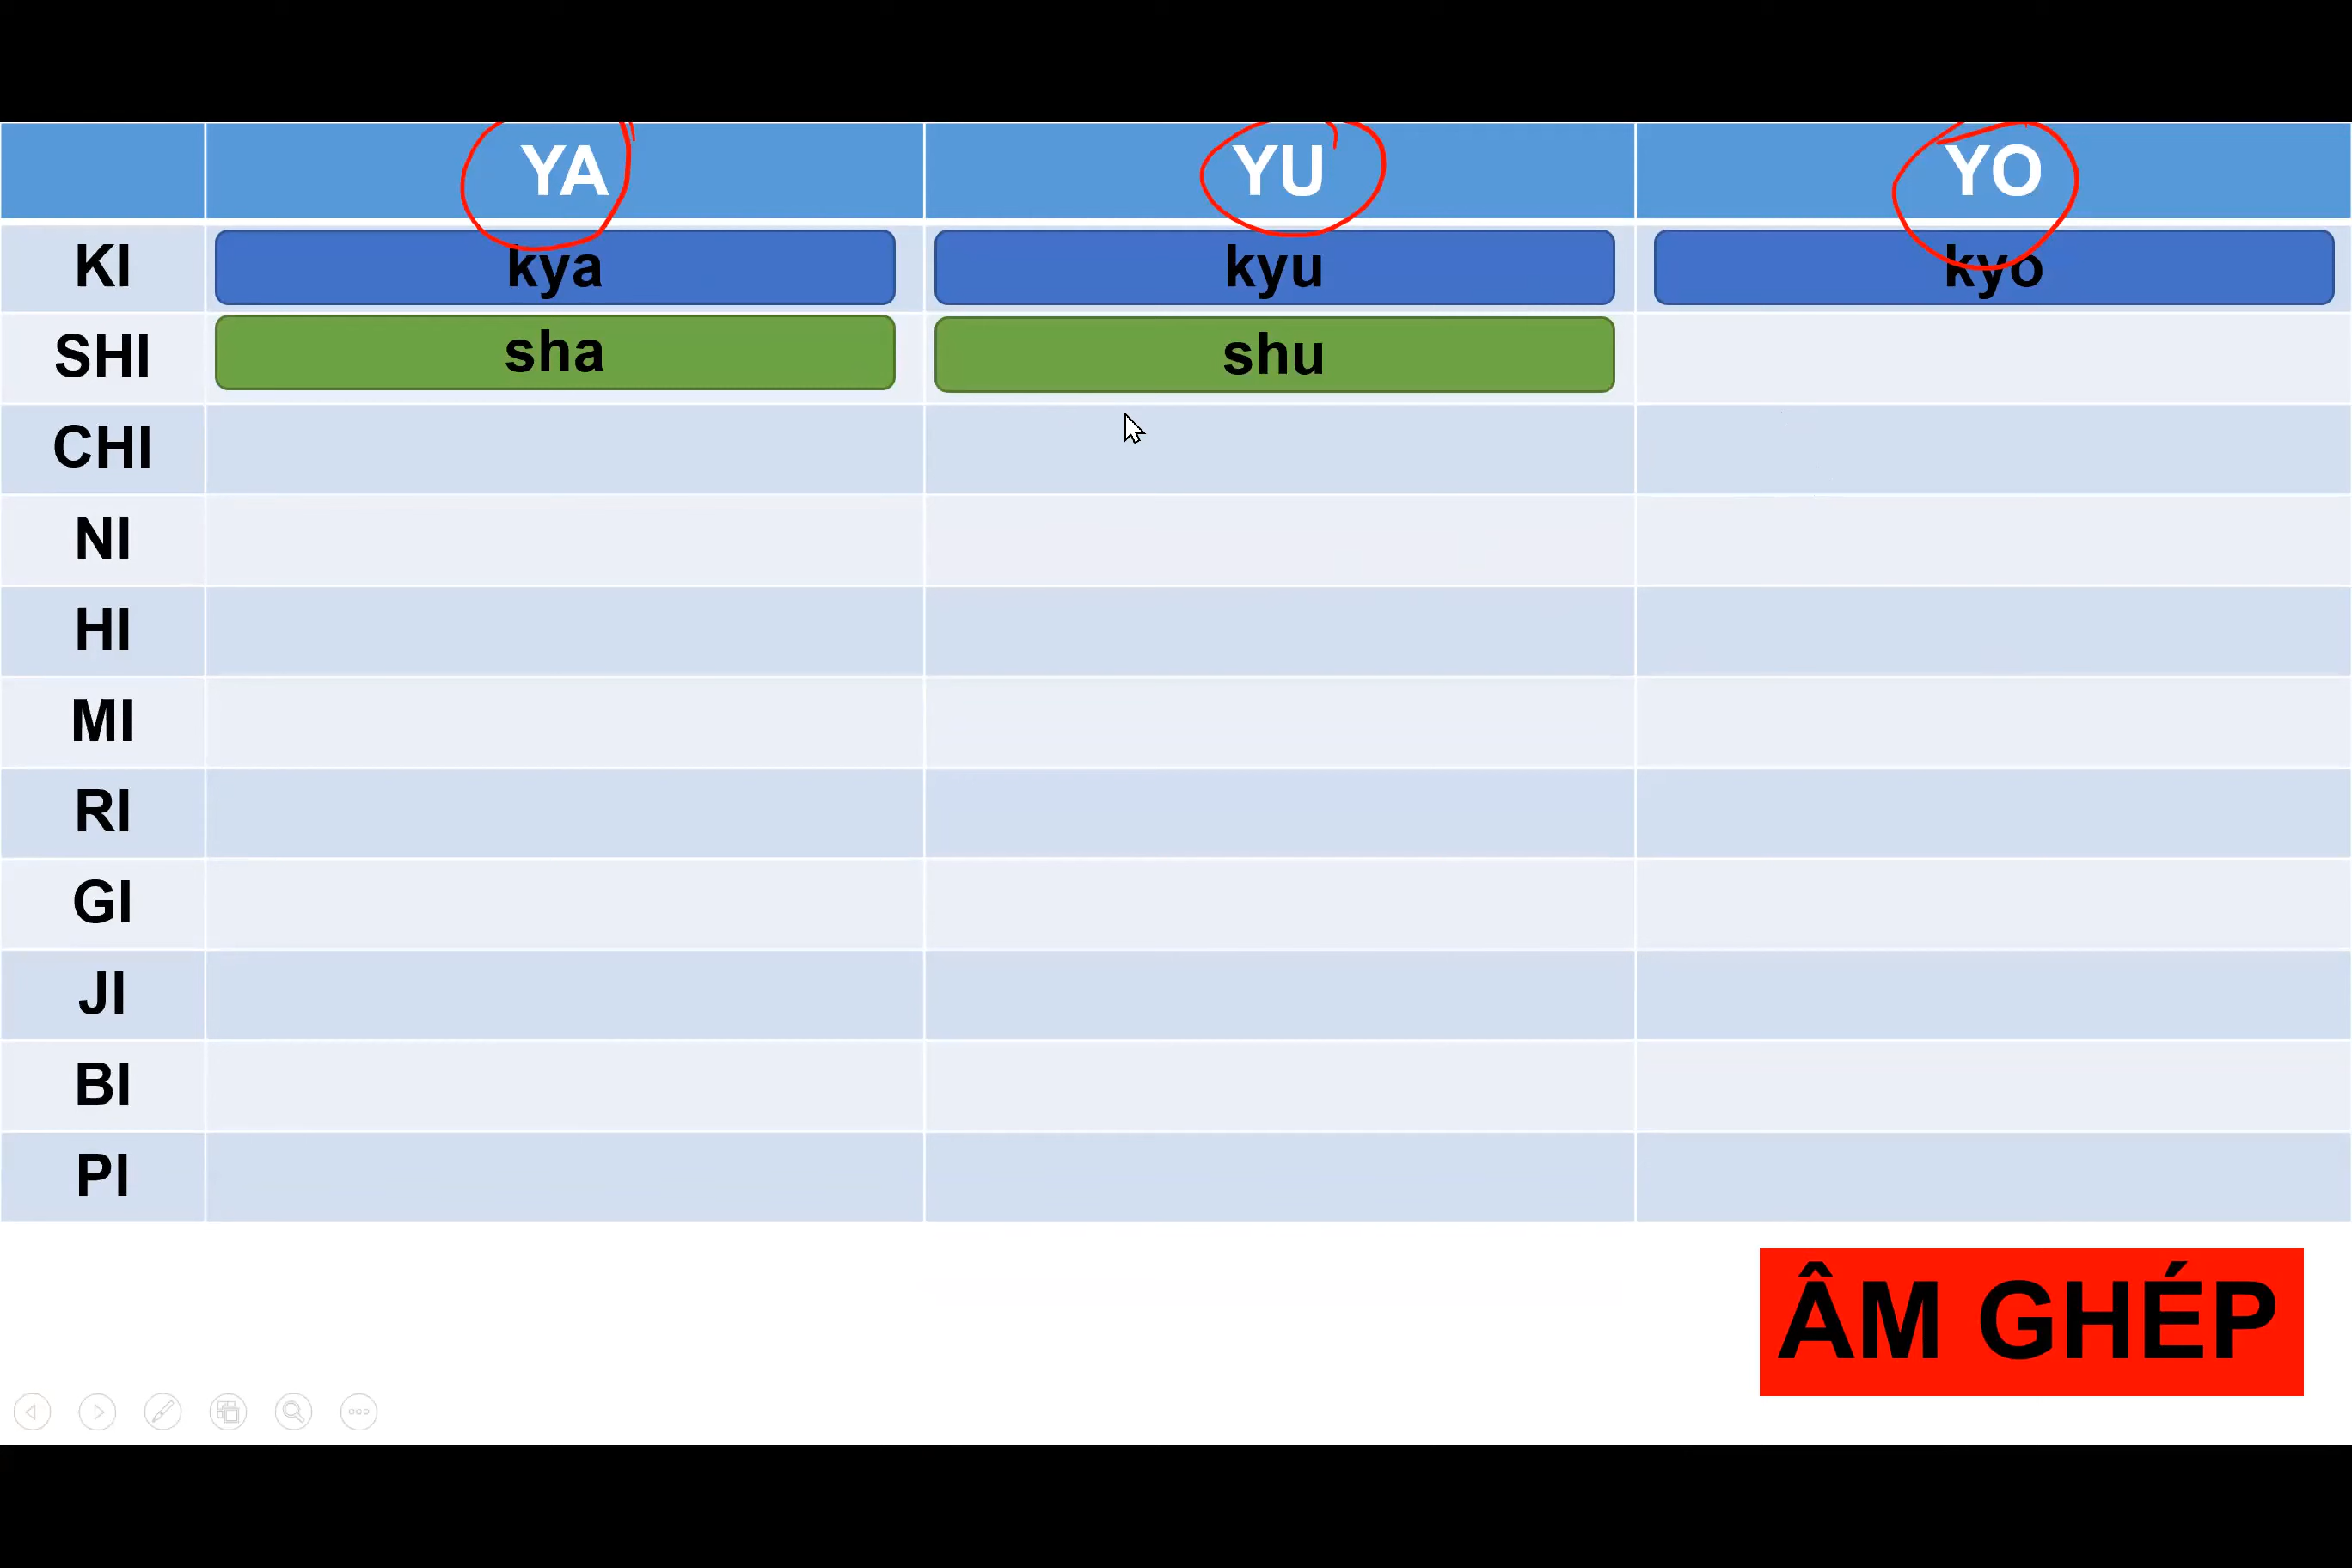 YA YU YO
KI kya kyu kyo
SHI sha shu
CHI
NI
HI
MI
RI
GI
JI
BI
PI
ÂM GHÉP